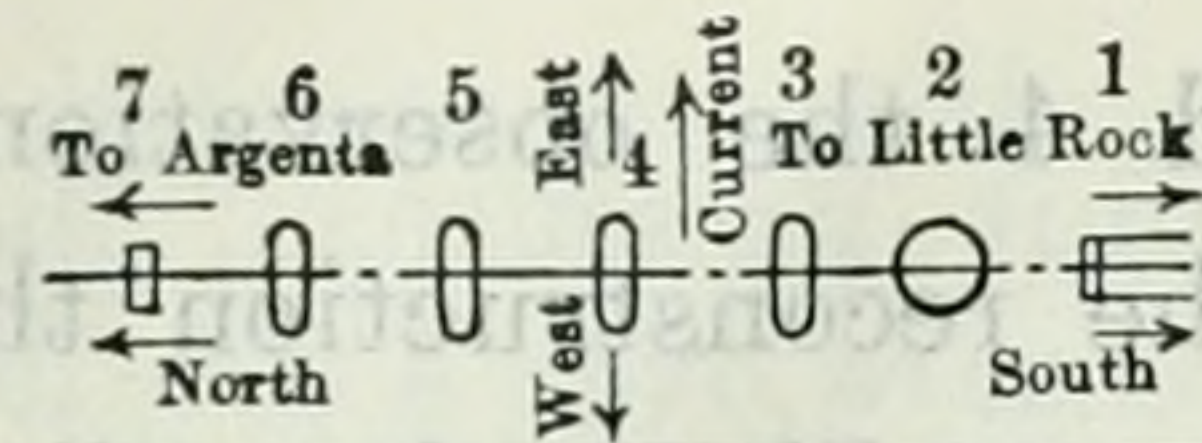 7 6 5 4 3 2 1
To Argenta
East
Current
To Little Rock
North
West
South